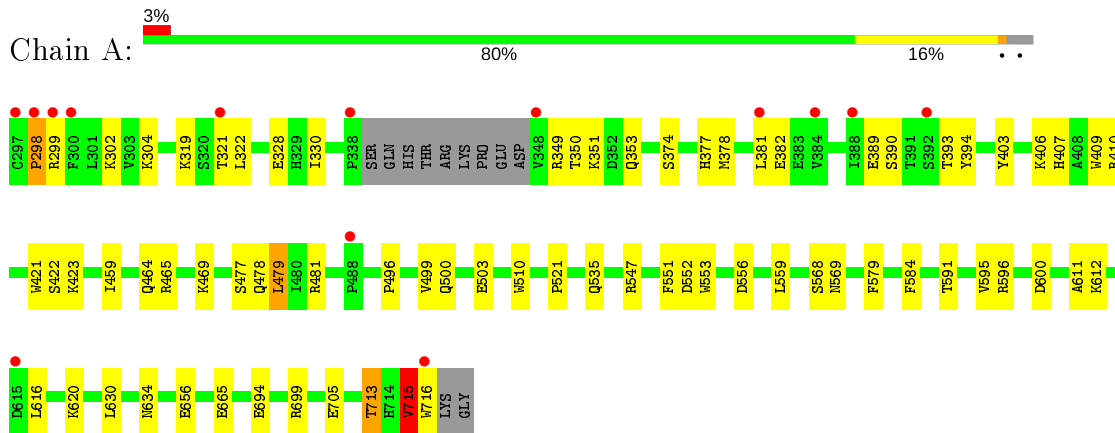 3%
Chain A:
80% 16% • •
C297 P298 R299 F300 L301 K302 V303 K304 K319 S320 T321 L322 E328 H329 I330 P338 SER GLN HIS THR ARG LYS PRO GLU ASP V348 R349 T350 K351 D352 Q353 S374 H377 M378 L381 E382 E383 V384 I388 E389 S390 T391 S392 T393 Y394 Y403 K406 H407 A408 W409 R410
W421 S422 K423 I459 Q464 R465 K469 S477 Q478 L479 I480 R481 P488 P496 V499 Q500 E503 W510 P521 Q535 R547 F551 D552 W553 D556 L559 S568 N569 F579 F584 T591 V595 R596 D600 A611 K612
D615 L616 K620 L630 N634 E656 E665 E694 R699 E705 T713 H714 V715 W716 LYS GLY